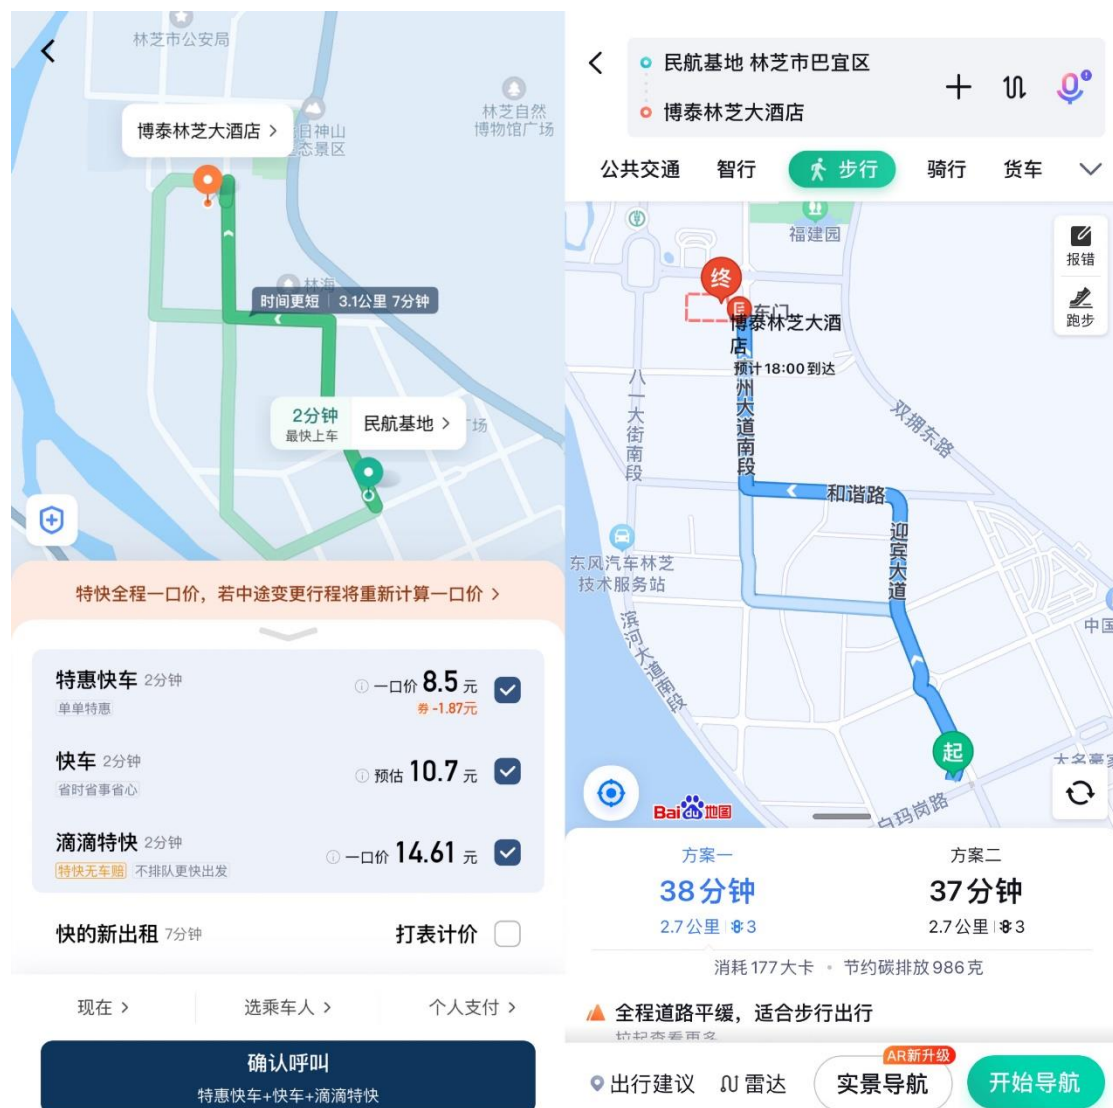 林芝市公安局
林芝自然
博物馆广场
博泰林芝大酒店 >
日神山
态景区
林海
时间更短 3.1公里 7分钟
2分钟
最快上车
民航基地 >
场
特快全程一口价，若中途变更行程将重新计算一口价 >
特惠快车 2分钟
一口价 8.5 元
单单特惠
券 -1.87元
快车 2分钟
预估 10.7 元
省时省事省心
滴滴特快 2分钟
一口价 14.61 元
特快无车赔 不排队更快出发
快的新出租 7分钟
打表计价
现在 >
选乘车人 >
个人支付 >
确认呼叫
特惠快车+快车+滴滴特快
民航基地 林芝市巴宜区
博泰林芝大酒店
公共交通 智行 步行 骑行 货车
福建园
报错
跑步
终
东门
博泰林芝大酒
店
预计18:00到达
州大道南段
八一大街南段
双拥东路
和谐路
迎宾大道
东风汽车林芝
技术服务站
滨河大道南段
中国
起
大名豪家
白玛岗路
Bai du 地图
方案一
38分钟
2.7公里 3
方案二
37分钟
2.7公里 3
消耗177大卡 • 节约碳排放986克
全程道路平缓，适合步行出行
拉起查看更多
出行建议
雷达
AR新升级
实景导航
开始导航